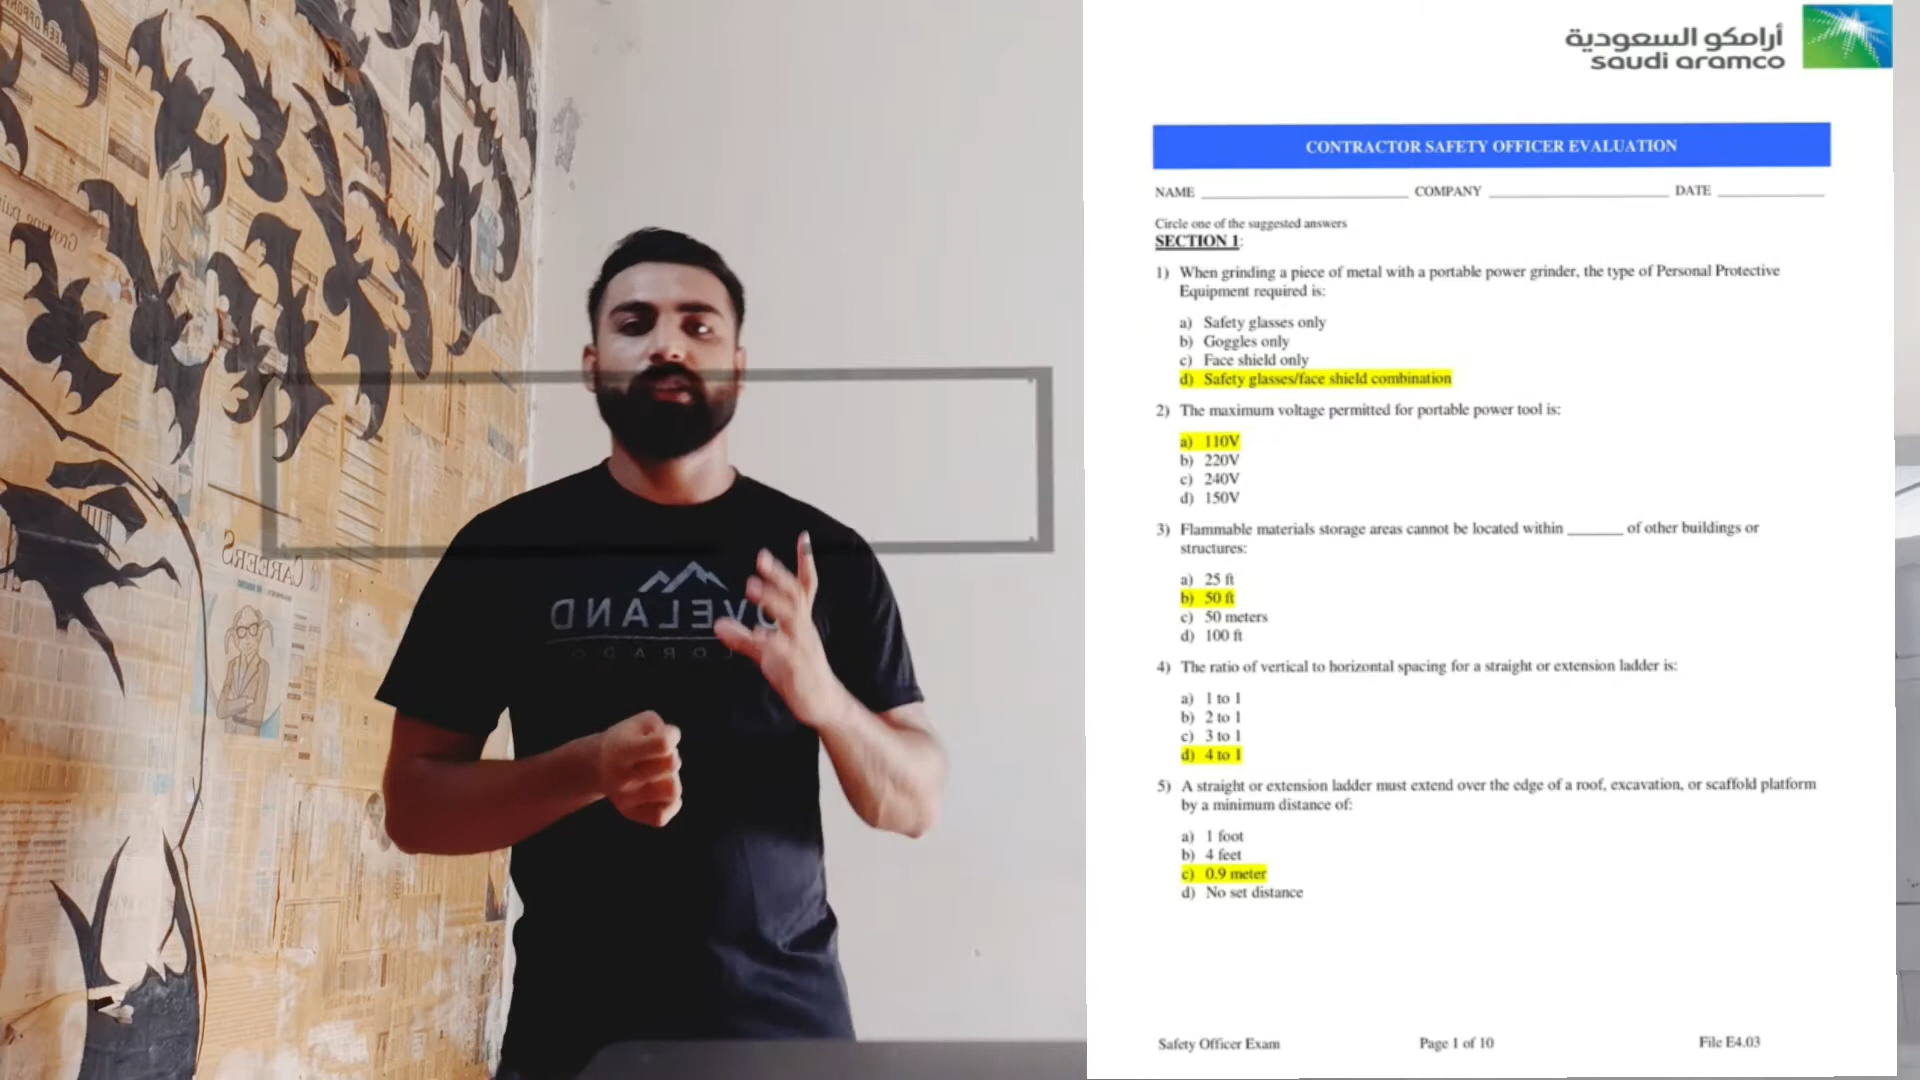 CAREERS
OVELAND
أرامكو السعودية
saudi aramco
CONTRACTOR SAFETY OFFICER EVALUATION
NAME ____ COMPANY ____ DATE ____
Circle one of the suggested answers
SECTION 1:
1) When grinding a piece of metal with a portable power grinder, the type of Personal Protective
Equipment required is:
a) Safety glasses only
b) Goggles only
c) Face shield only
d) Safety glasses/face shield combination
2) The maximum voltage permitted for portable power tool is:
a) 110V
b) 220V
c) 240V
d) 150V
3) Flammable materials storage areas cannot be located within ____ of other buildings or
structures:
a) 25 ft
b) 50 ft
c) 50 meters
d) 100 ft
4) The ratio of vertical to horizontal spacing for a straight or extension ladder is:
a) 1 to 1
b) 2 to 1
c) 3 to 1
d) 4 to 1
5) A straight or extension ladder must extend over the edge of a roof, excavation, or scaffold platform
by a minimum distance of:
a) 1 foot
b) 4 feet
c) 0.9 meter
d) No set distance
Safety Officer Exam Page 1 of 10 File E4.03